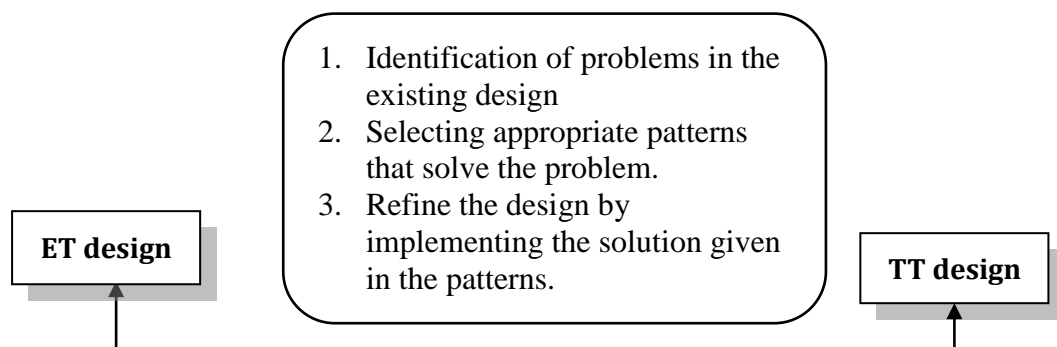 1. Identification of problems in the
existing design
2. Selecting appropriate patterns
that solve the problem.
3. Refine the design by
implementing the solution given
in the patterns.
ET design
TT design